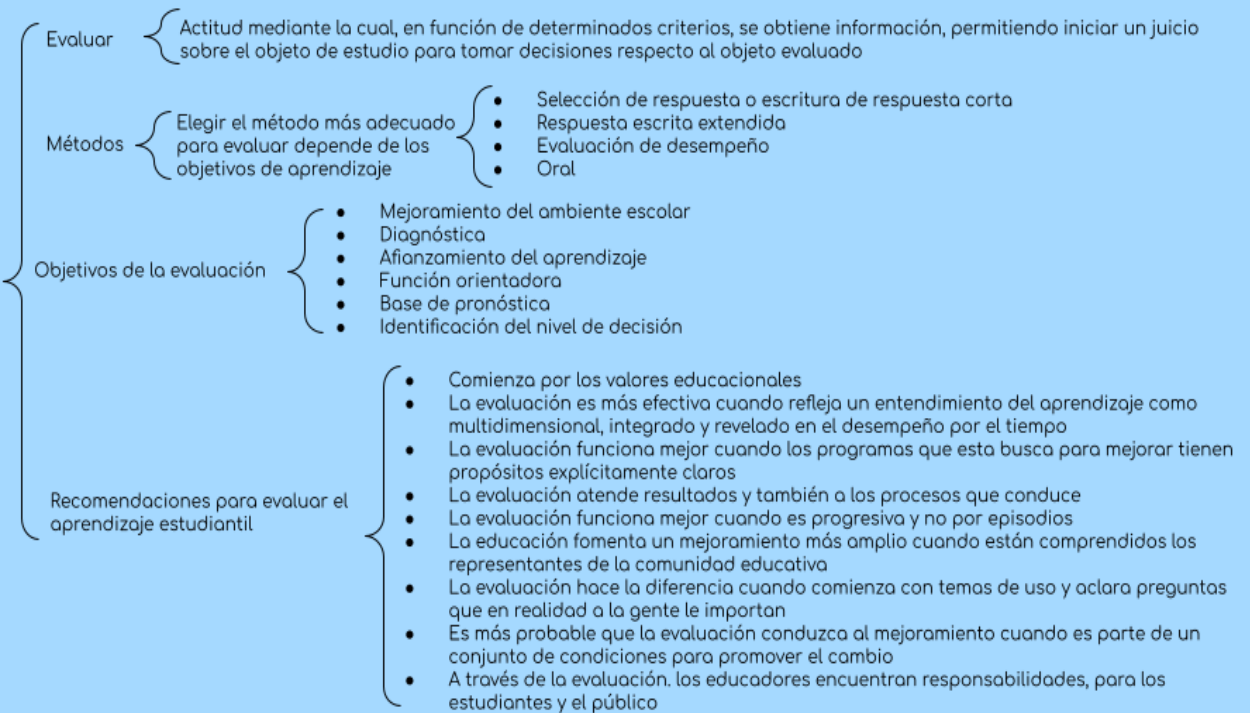 Evaluar
Actitud mediante la cual, en función de determinados criterios, se obtiene información, permitiendo iniciar un juicio
sobre el objeto de estudio para tomar decisiones respecto al objeto evaluado
Métodos
Elegir el método más adecuado
para evaluar depende de los
objetivos de aprendizaje
● Selección de respuesta o escritura de respuesta corta
● Respuesta escrita extendida
● Evaluación de desempeño
● Oral
Objetivos de la evaluación
● Mejoramiento del ambiente escolar
● Diagnóstica
● Afianzamiento del aprendizaje
● Función orientadora
● Base de pronóstica
● Identificación del nivel de decisión
Recomendaciones para evaluar el
aprendizaje estudiantil
● Comienza por los valores educacionales
● La evaluación es más efectiva cuando refleja un entendimiento del aprendizaje como
multidimensional, integrado y revelado en el desempeño por el tiempo
● La evaluación funciona mejor cuando los programas que esta busca para mejorar tienen
propósitos explícitamente claros
● La evaluación atende resultados y también a los procesos que conduce
● La evaluación funciona mejor cuando es progresiva y no por episodios
● La educación fomenta un mejoramiento más amplio cuando están comprendidos los
representantes de la comunidad educativa
● La evaluación hace la diferencia cuando comienza con temas de uso y aclara preguntas
que en realidad a la gente le importan
● Es más probable que la evaluación conduzca al mejoramiento cuando es parte de un
conjunto de condiciones para promover el cambio
● A través de la evaluación. los educadores encuentran responsabilidades, para los
estudiantes y el público